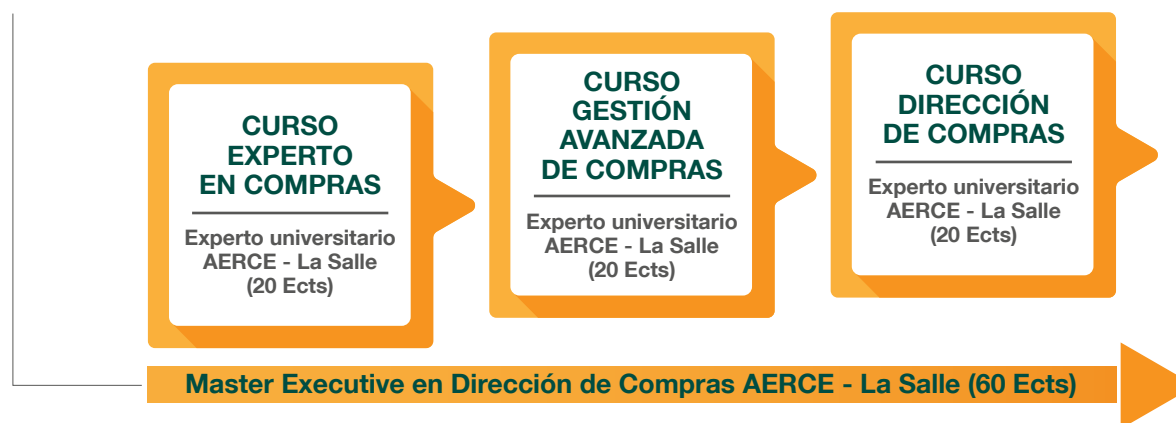 CURSO
EXPERTO
EN COMPRAS
Experto universitario
AERCE - La Salle
(20 Ects)
CURSO
GESTIÓN
AVANZADA
DE COMPRAS
Experto universitario
AERCE - La Salle
(20 Ects)
CURSO
DIRECCIÓN
DE COMPRAS
Experto universitario
AERCE - La Salle
(20 Ects)
Master Executive en Dirección de Compras AERCE - La Salle (60 Ects)